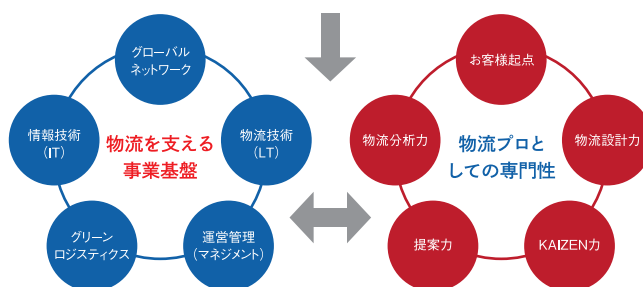 グローバル
ネットワーク
情報技術
(IT)
物流を支える
事業基盤
物流技術
(LT)
グリーン
ロジスティクス
運営管理
(マネジメント)
お客様起点
物流分析力
物流プロと
しての専門性
物流設計力
提案力
KAIZEN力